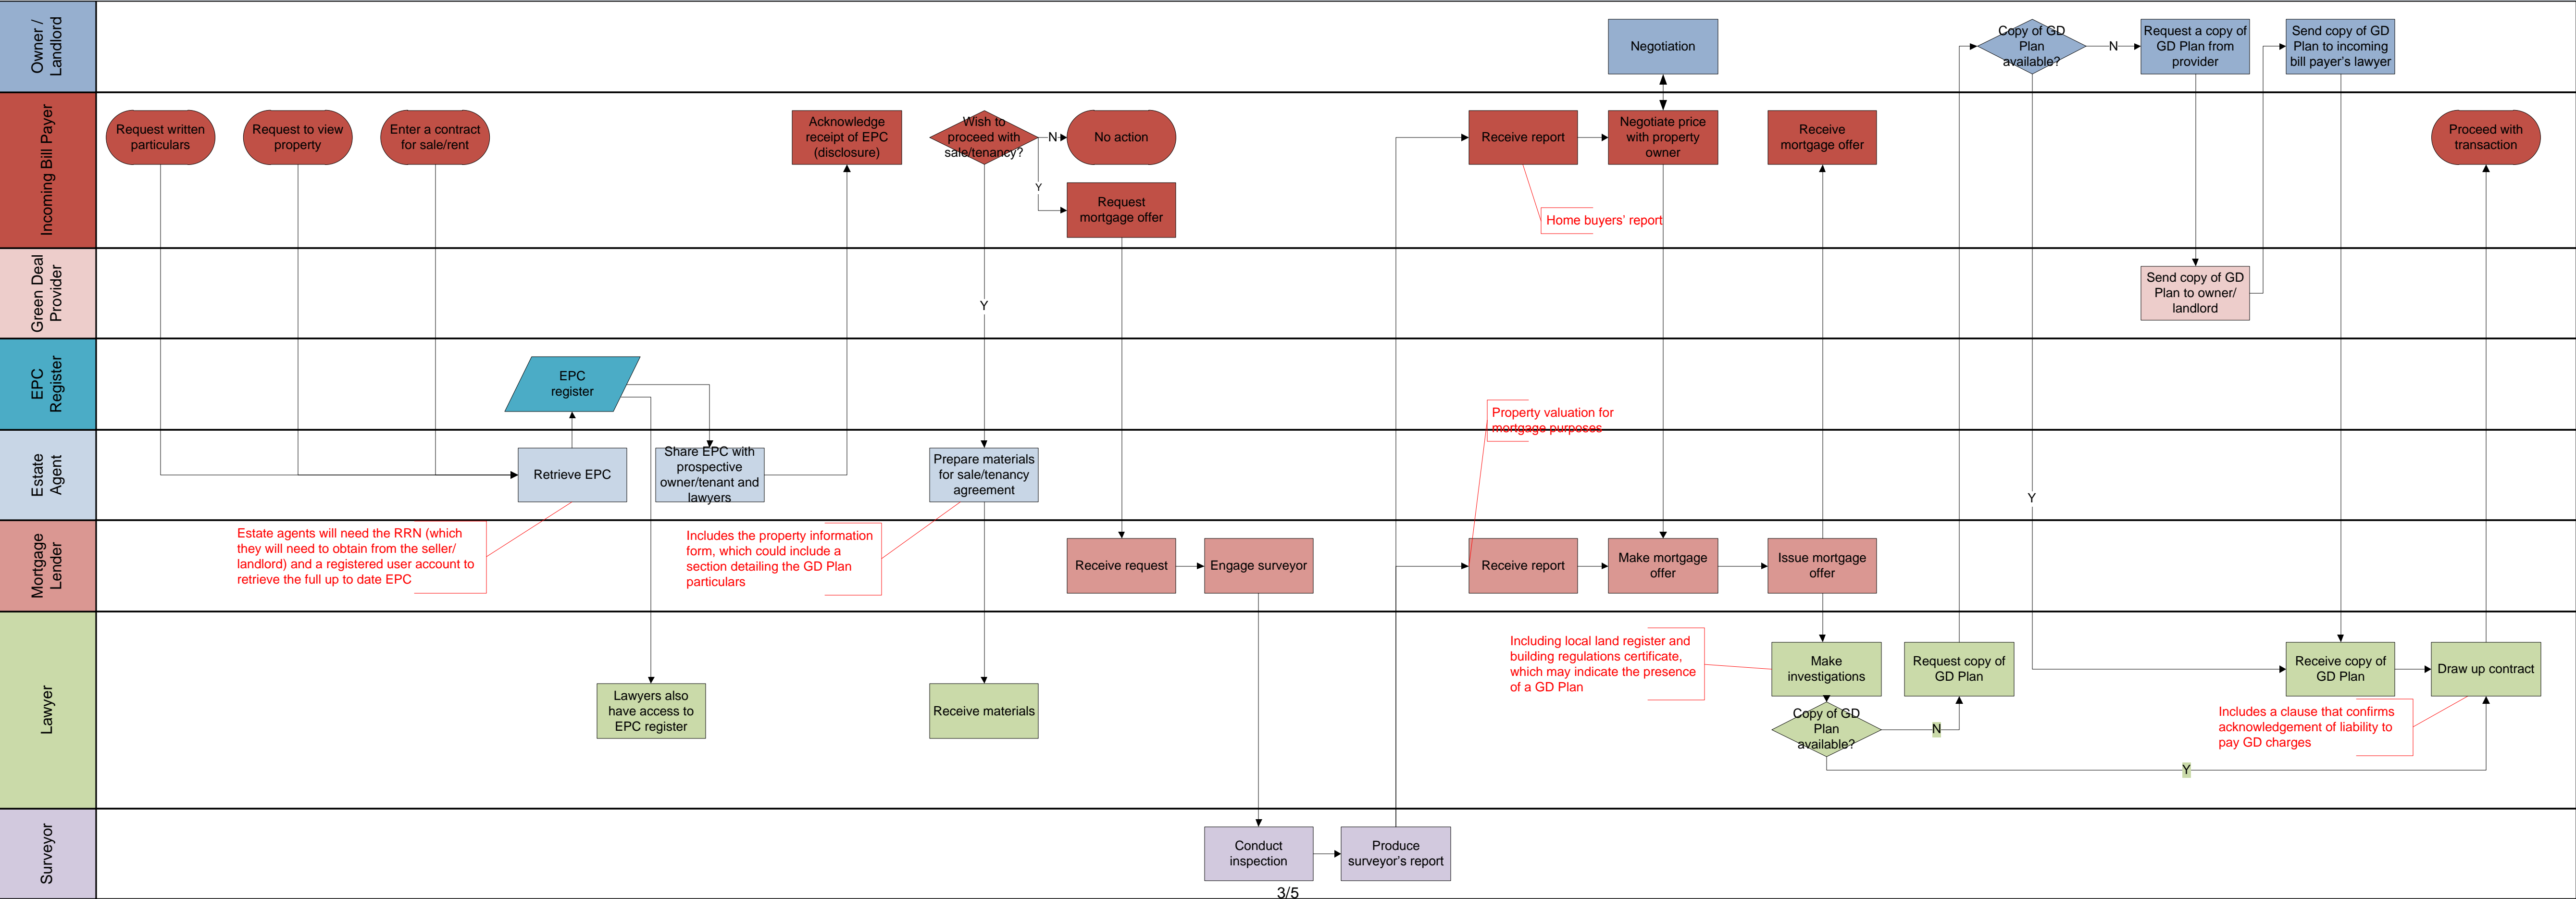 Owner /
Landlord
Negotiation
Copy of GD
Plan
available?
N
Request a copy of
GD Plan from
provider
Send copy of GD
Plan to incoming
bill payer's lawyer
Incoming Bill Payer
Request written
particulars
Request to view
property
Enter a contract
for sale/rent
Acknowledge
receipt of EPC
(disclosure)
Wish to
proceed with
sale/tenancy?
N
No action
Y
Request
mortgage offer
Receive report
Home buyers' report
Negotiate price
with property
owner
Receive
mortgage offer
Proceed with
transaction
Green Deal
Provider
Y
Send copy of GD
Plan to owner/
landlord
EPC
Register
EPC
register
Property valuation for
mortgage purposes
Estate
Agent
Retrieve EPC
Share EPC with
prospective
owner/tenant and
lawyers
Prepare materials
for sale/tenancy
agreement
Y
Mortgage
Lender
Estate agents will need the RRN (which
they will need to obtain from the seller/
landlord) and a registered user account to
retrieve the full up to date EPC
Includes the property information
form, which could include a
section detailing the GD Plan
particulars
Receive request
Engage surveyor
Receive report
Make mortgage
offer
Issue mortgage
offer
Lawyer
Lawyers also
have access to
EPC register
Receive materials
Including local land register and
building regulations certificate,
which may indicate the presence
of a GD Plan
Make
investigations
Copy of GD
Plan
available?
N
Request copy of
GD Plan
Y
Receive copy of
GD Plan
Draw up contract
Includes a clause that confirms
acknowledgement of liability to
pay GD charges
Surveyor
Conduct
inspection
Produce
surveyor's report
3/5